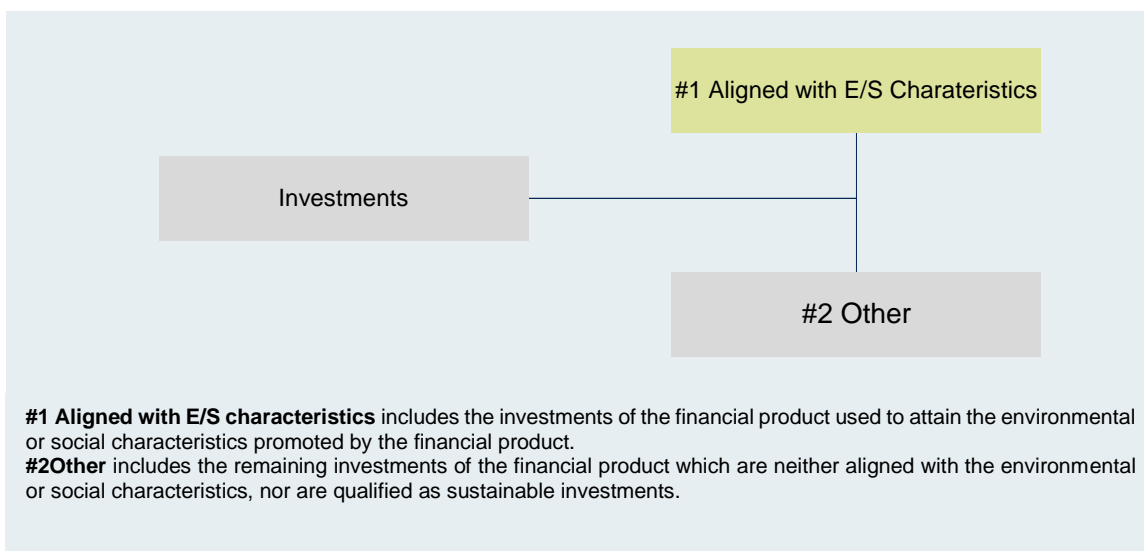 #1 Aligned with E/S Charateristics
Investments
#2 Other
#1 Aligned with E/S characteristics includes the investments of the financial product used to attain the environmental
or social characteristics promoted by the financial product.
#2Other includes the remaining investments of the financial product which are neither aligned with the environmental
or social characteristics, nor are qualified as sustainable investments.